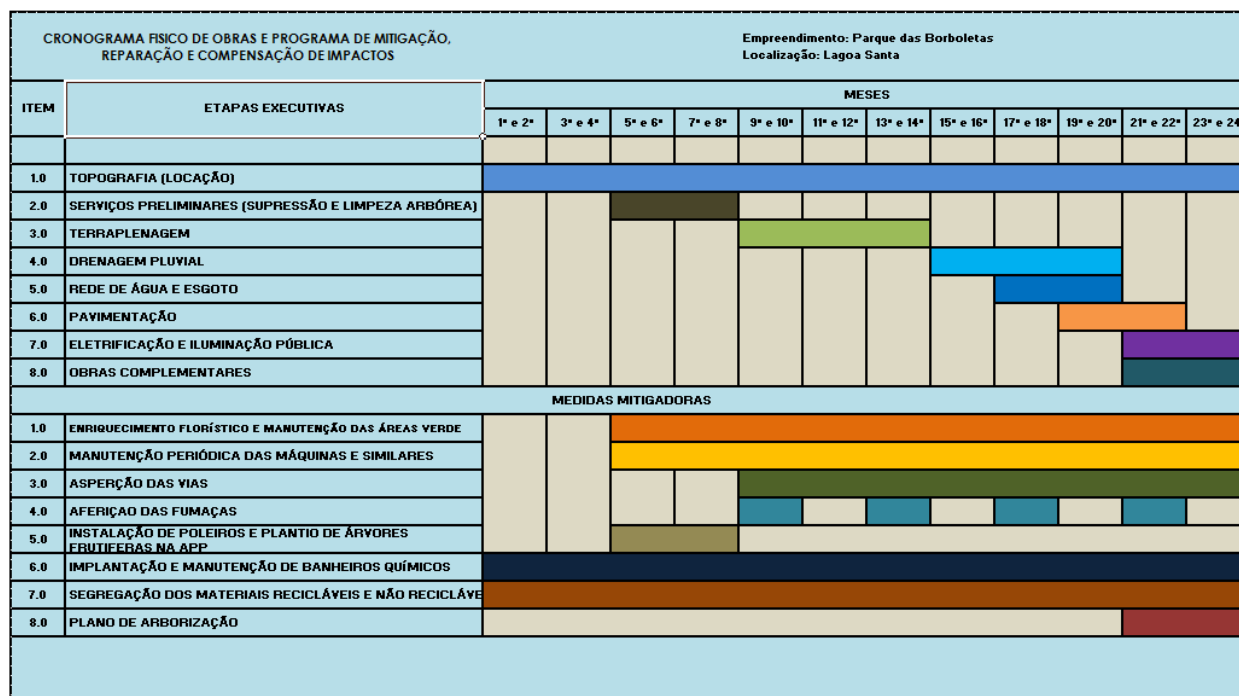 CRONOGRAMA FISICO DE OBRAS E PROGRAMA DE MITIGAÇÃO,
REPARAÇÃO E COMPENSAÇÃO DE IMPACTOS
Empreendimento: Parque das Borboletas
Localização: Lagoa Santa
ITEM
ETAPAS EXECUTIVAS
MESES
1º e 2º 3º e 4º 5º e 6º 7º e 8º 9º e 10º 11º e 12º 13º e 14º 15º e 16º 17º e 18º 19º e 20º 21º e 22º 23º e 24
1.0 TOPOGRAFIA (LOCAÇÃO)
2.0 SERVIÇOS PRELIMINARES (SUPRESSÃO E LIMPEZA ARBÓREA)
3.0 TERRAPLENAGEM
4.0 DRENAGEM PLUVIAL
5.0 REDE DE ÁGUA E ESGOTO
6.0 PAVIMENTAÇÃO
7.0 ELETRIFICAÇÃO E ILUMINAÇÃO PÚBLICA
8.0 OBRAS COMPLEMENTARES
MEDIDAS MITIGADORAS
1.0 ENRIQUECIMENTO FLORÍSTICO E MANUTENÇÃO DAS ÁREAS VERDE
2.0 MANUTENÇÃO PERIÓDICA DAS MÁQUINAS E SIMILARES
3.0 ASPERÇÃO DAS VIAS
4.0 AFERIÇAO DAS FUMAÇAS
5.0 INSTALAÇÃO DE POLEIROS E PLANTIO DE ÁRVORES
FRUTIFERAS NA APP
6.0 IMPLANTAÇÃO E MANUTENÇÃO DE BANHEIROS QUÍMICOS
7.0 SEGREGAÇÃO DOS MATERIAIS RECICLÁVEIS E NÃO RECICLÁVE
8.0 PLANO DE ARBORIZAÇÃO